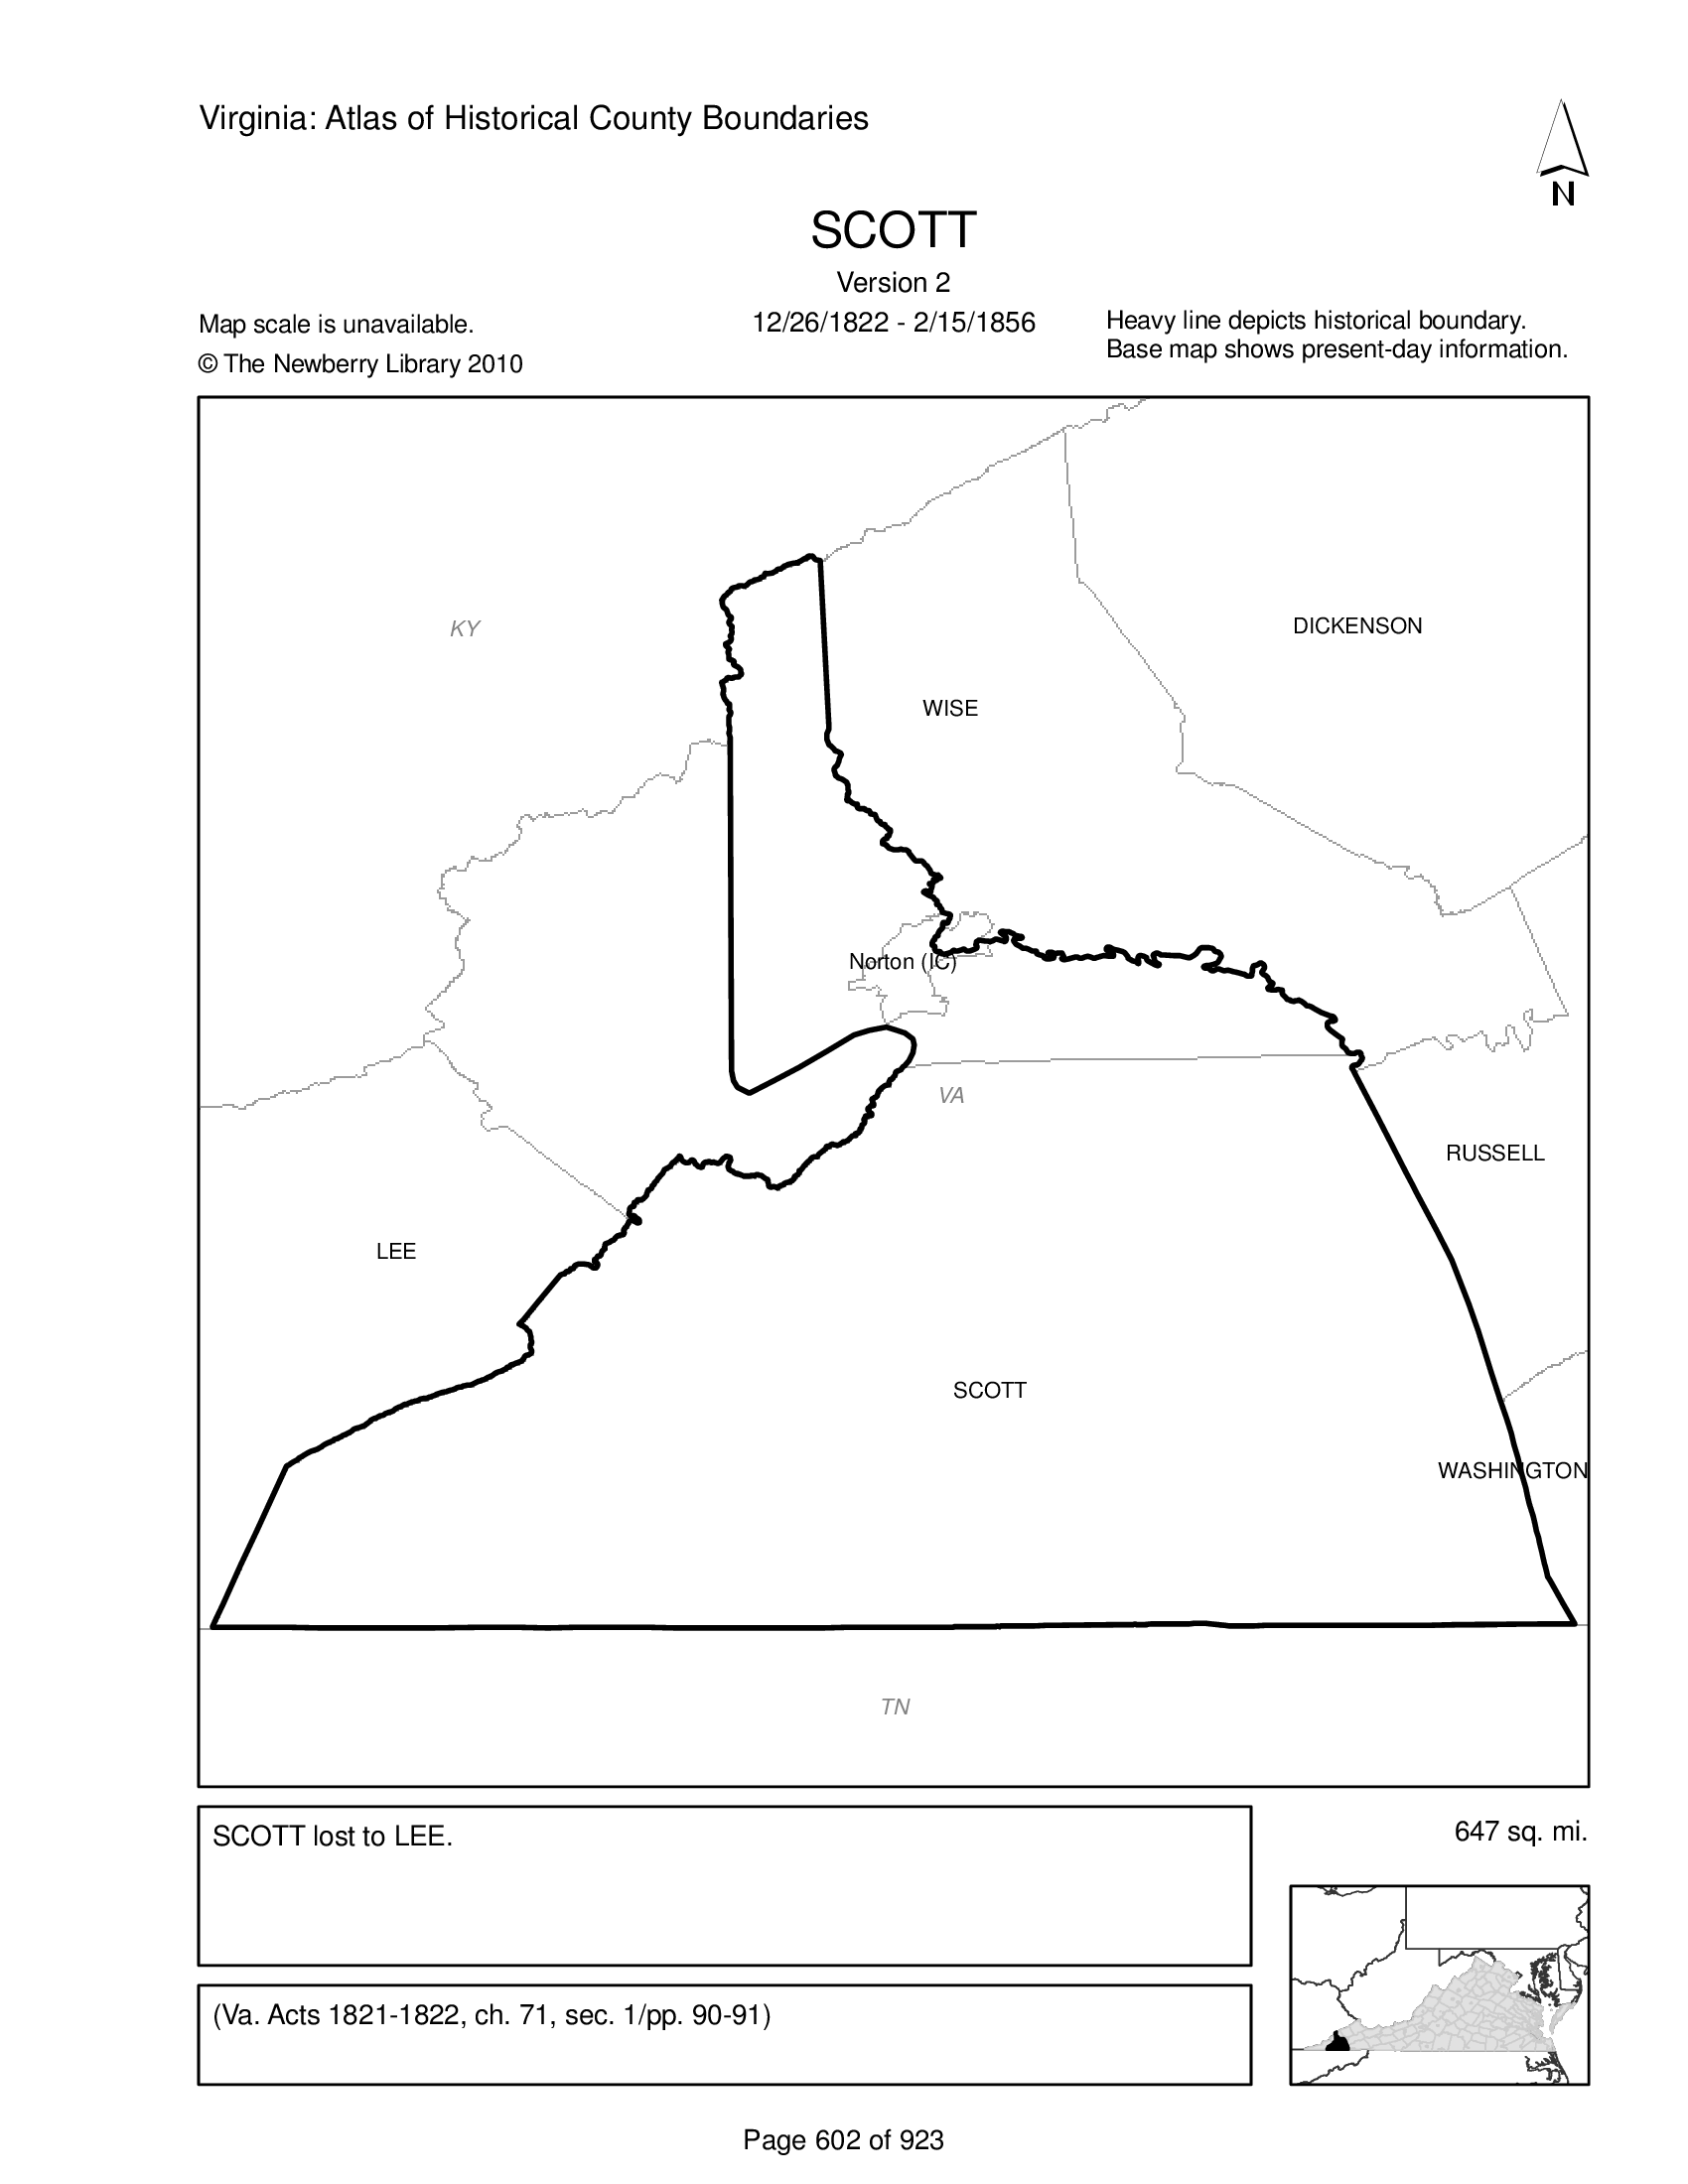 Virginia: Atlas of Historical County Boundaries
N
SCOTT
Version 2
12/26/1822 - 2/15/1856
Map scale is unavailable.
© The Newberry Library 2010
Heavy line depicts historical boundary.
Base map shows present-day information.
KY
DICKENSON
WISE
Norton (IC)
VA
RUSSELL
LEE
SCOTT
WASHINGTON
TN
SCOTT lost to LEE.
647 sq. mi.
(Va. Acts 1821-1822, ch. 71, sec. 1/pp. 90-91)
Page 602 of 923